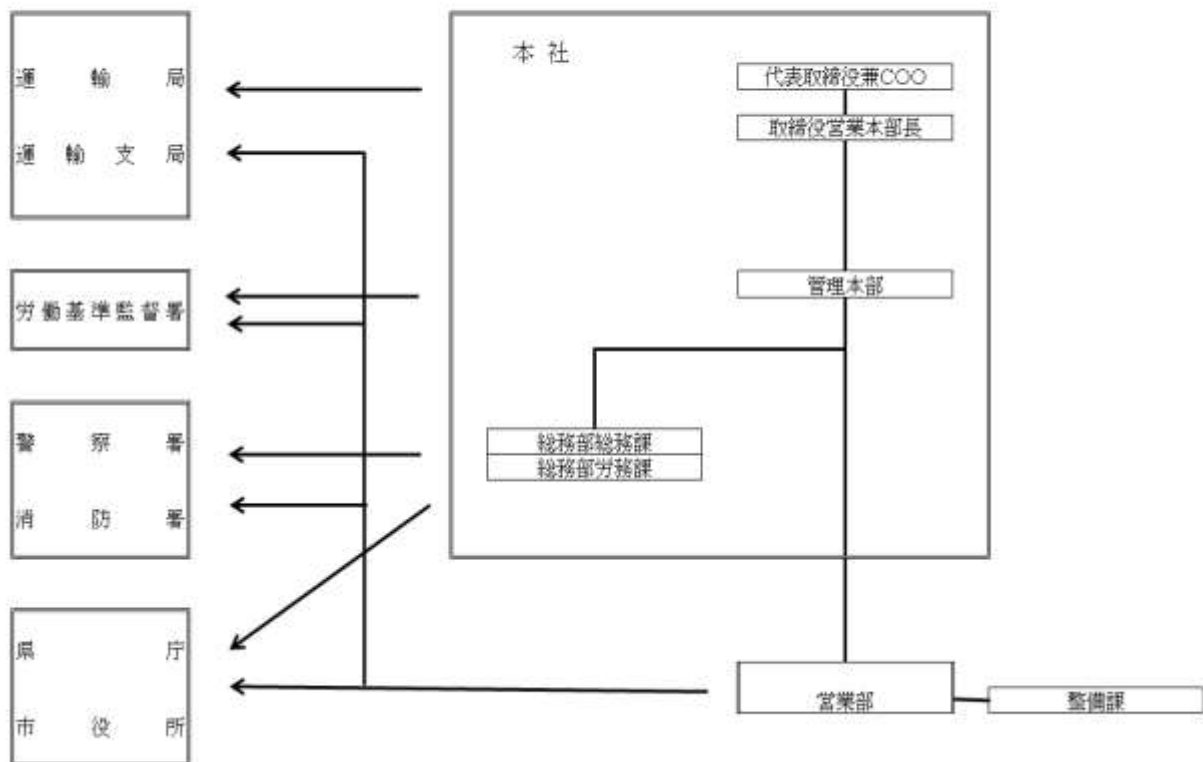 運輸局
運輸支局
労働基準監督署
警察署
消防署
県庁
市役所
本社
代表取締役兼COO
取締役営業本部長
管理本部
総務部総務課
総務部労務課
営業部
整備課